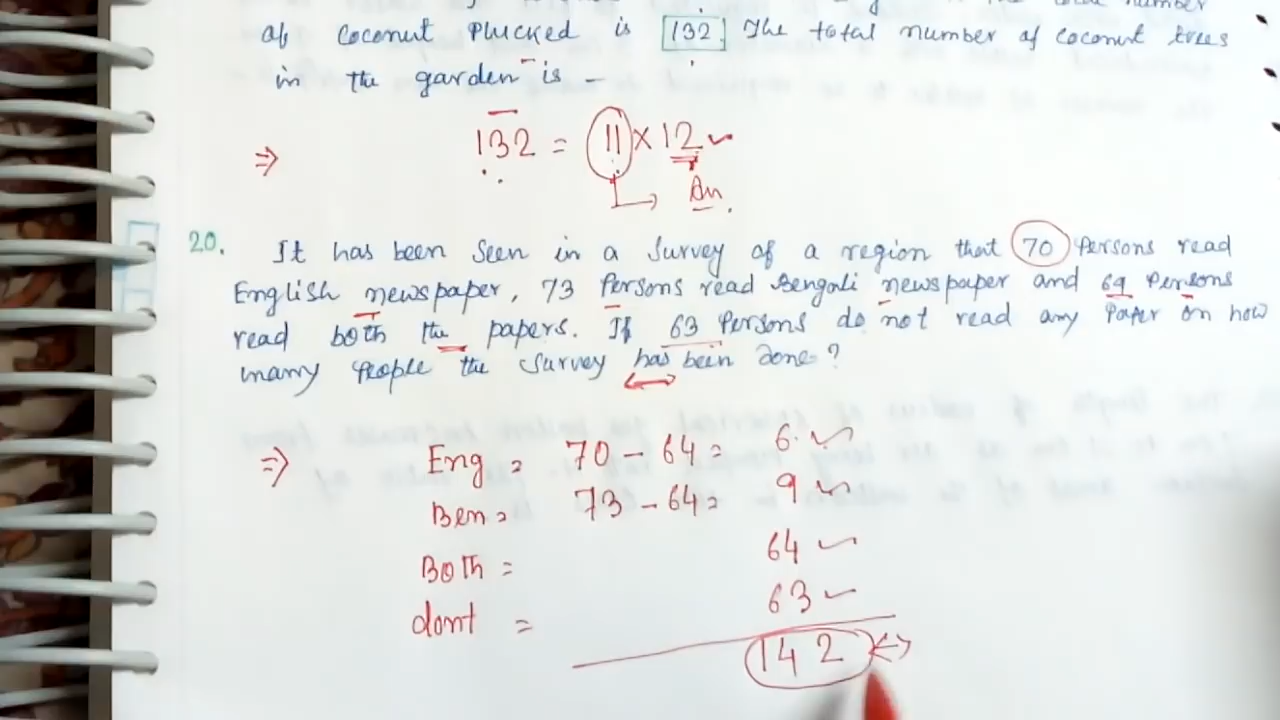 of Coconut Plucked is 132 The total number of Coconut trees
in the garden is -
⇒ 132 = 11 × 12
An.
20. It has been seen in a Survey of a region that 70 Persons read
English newspaper, 73 Persons read Bengali newspaper and 64 Persons
read both the papers. If 63 Persons do not read any Paper on how
many People the Survey has been done?
⇒ Eng = 70 - 64 = 6
Ben = 73 - 64 = 9
Both = 64
dont = 63
142